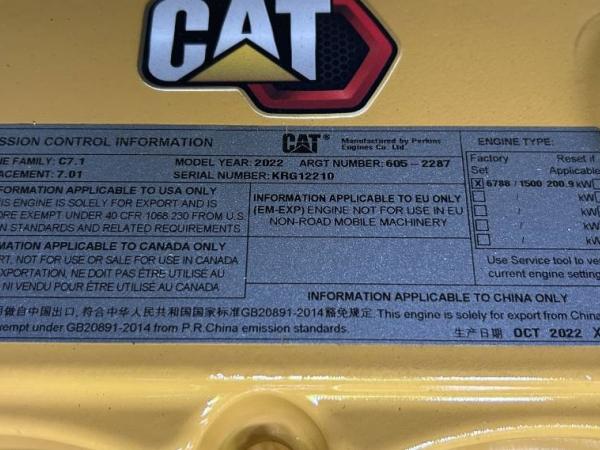 CAT
SSION CONTROL INFORMATION
CAT®
Manufactured by Perkins
Engines Co. Ltd.
ENGINE TYPE:
NE FAMILY: C7.1
MODEL YEAR: 2022 ARGT NUMBER: 605-2287
PLACEMENT: 7.01
SERIAL NUMBER: KRG12210
Factory
Set
Reset if
X 6788 / 1500 200.9 kW
kW
kW
kW
kW
NFORMATION APPLICABLE TO USA ONLY
IS ENGINE IS SOLELY FOR EXPORT AND IS
ORE EXEMPT UNDER 40 CFR 1068.230 FROM U.S.
N STANDARDS AND RELATED REQUIREMENTS
INFORMATION APPLICABLE TO EU ONLY
(EM-EXP) ENGINE NOT FOR USE IN EU
NON-ROAD MOBILE MACHINERY
MATION APPLICABLE TO CANADA ONLY
RT, NOT FOR USE OR SALE FOR USE IN CANADA
XPORTATION, NE DOIT PAS ÊTRE UTILISÉ AU
NI VENDU POUR ÊTRE UTILISÉ AU CANADA
Use Service tool to ve
current engine setting
INFORMATION APPLICABLE TO CHINA ONLY
做自中国出口, 符合中华人民共和国国家标准GB20891-2014豁免规定. This engine is solely for export from China
xempt under GB20891-2014 from P.R.China emission standards.
生产日期 OCT 2022 X